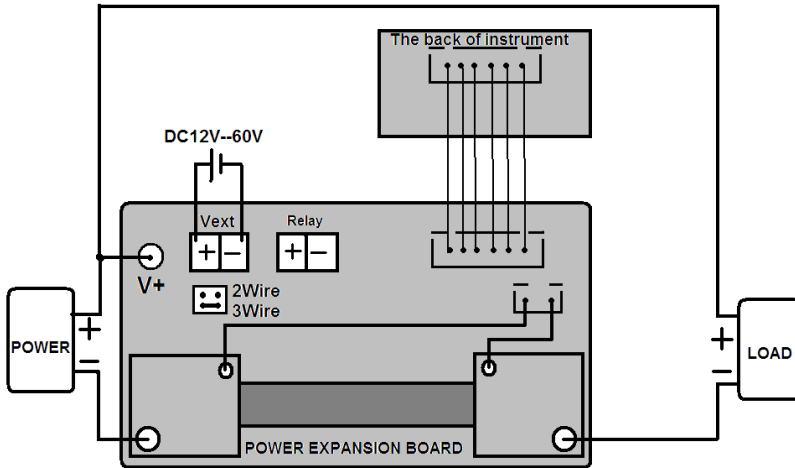 The back of instrument
DC12V--60V
Vext
Relay
+ − + −
V+
2Wire
3Wire
+
POWER
−
+
LOAD
−
POWER EXPANSION BOARD